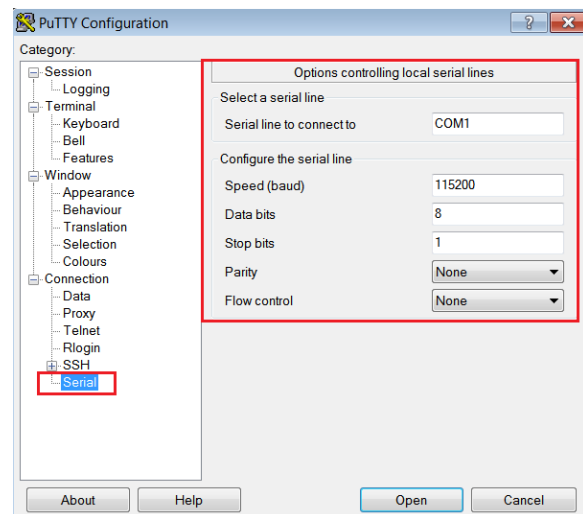 PuTTY Configuration
Category:
Session
Logging
Terminal
Keyboard
Bell
Features
Window
Appearance
Behaviour
Translation
Selection
Colours
Connection
Data
Proxy
Telnet
Rlogin
SSH
Serial
Options controlling local serial lines
Select a serial line
Serial line to connect to COM1
Configure the serial line
Speed (baud) 115200
Data bits 8
Stop bits 1
Parity None
Flow control None
About Help Open Cancel